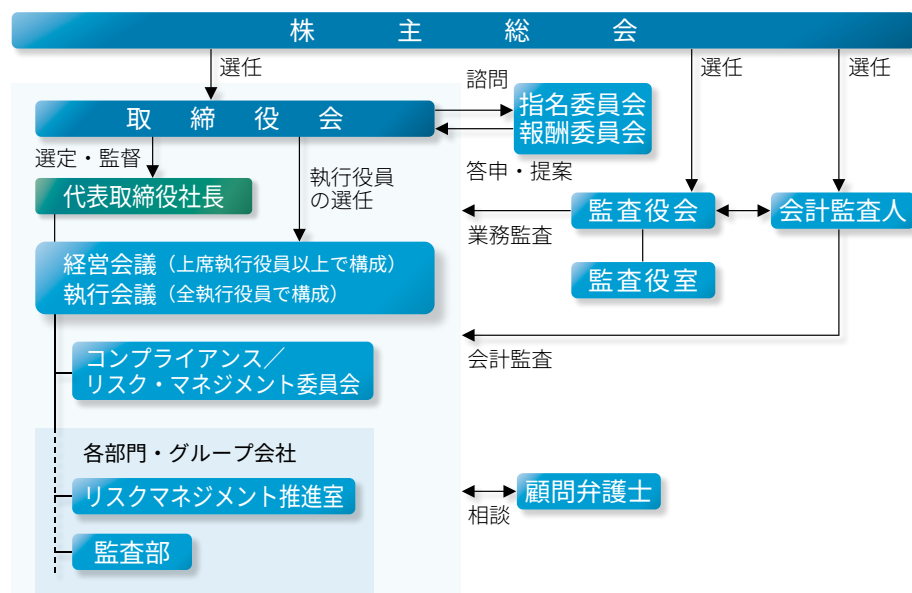 株主総会
選任
選任
選任
諮問
取締役会
指名委員会
報酬委員会
選定・監督
執行役員
の選任
答申・提案
代表取締役社長
監査役会
会計監査人
業務監査
経営会議（上席執行役員以上で構成）
執行会議（全執行役員で構成）
監査役室
会計監査
コンプライアンス／
リスク・マネジメント委員会
各部門・グループ会社
リスクマネジメント推進室
顧問弁護士
相談
監査部